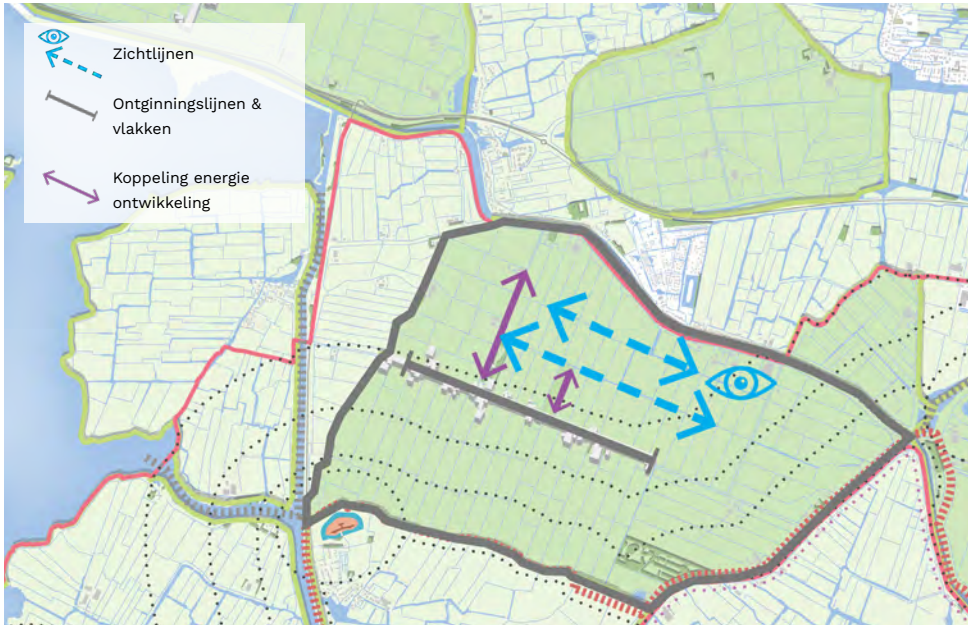 Zichtlijnen
Ontginningslijnen &
vlakken
Koppeling energie
ontwikkeling